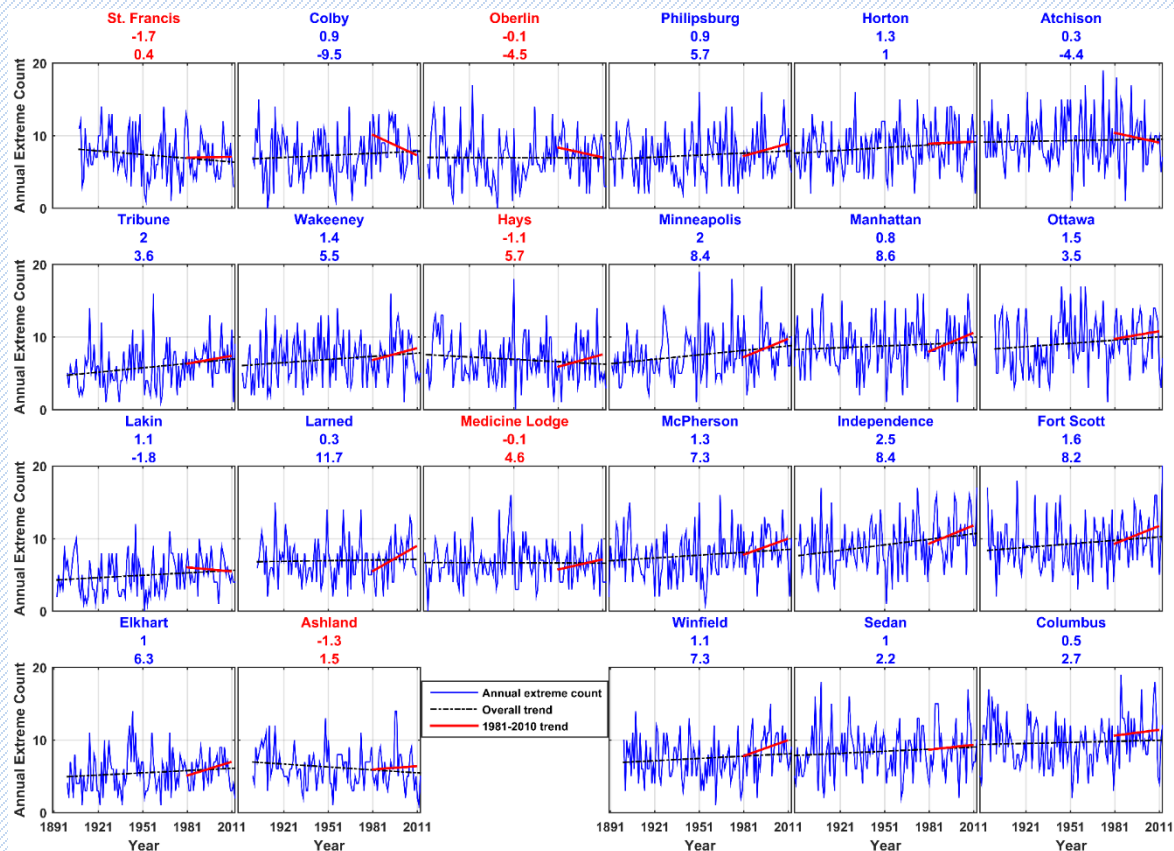 St. Francis Colby Oberlin Philipsburg Horton Atchison
-1.7 0.9 -0.1 0.9 1.3 0.3
0.4 -9.5 -4.5 5.7 1 -4.4
Annual Extreme Count
20
10
0
Tribune Wakeeney Hays Minneapolis Manhattan Ottawa
2 1.4 -1.1 2 0.8 1.5
3.6 5.5 5.7 8.4 8.6 3.5
Annual Extreme Count
20
10
0
Lakin Larned Medicine Lodge McPherson Independence Fort Scott
1.1 0.3 -0.1 1.3 2.5 1.6
-1.8 11.7 4.6 7.3 8.4 8.2
Annual Extreme Count
20
10
0
Elkhart Ashland Winfield Sedan Columbus
1 -1.3 1.1 1 0.5
6.3 1.5 7.3 2.2 2.7
Annual Extreme Count
20
10
0
Annual extreme count
Overall trend
1981-2010 trend
1891 1921 1951 1981 2011 1921 1951 1981 2011 1891 1921 1951 1981 2011 1921 1951 1981 2011 1921 1951 1981 2011
Year Year Year Year Year